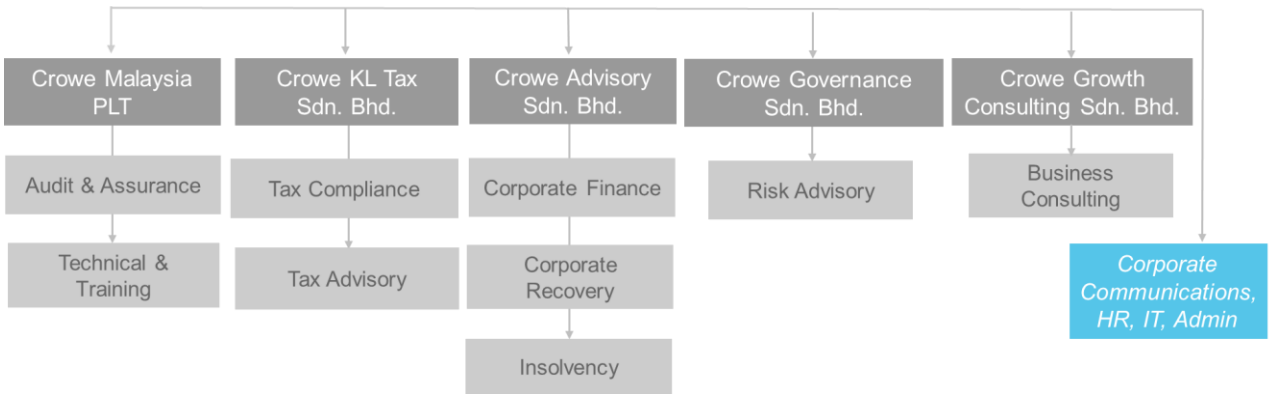 Crowe Malaysia
PLT
Crowe KL Tax
Sdn. Bhd.
Crowe Advisory
Sdn. Bhd.
Crowe Governance
Sdn. Bhd.
Crowe Growth
Consulting Sdn. Bhd.
Audit & Assurance
Tax Compliance
Corporate Finance
Risk Advisory
Business
Consulting
Technical &
Training
Tax Advisory
Corporate
Recovery
Corporate
Communications,
HR, IT, Admin
Insolvency